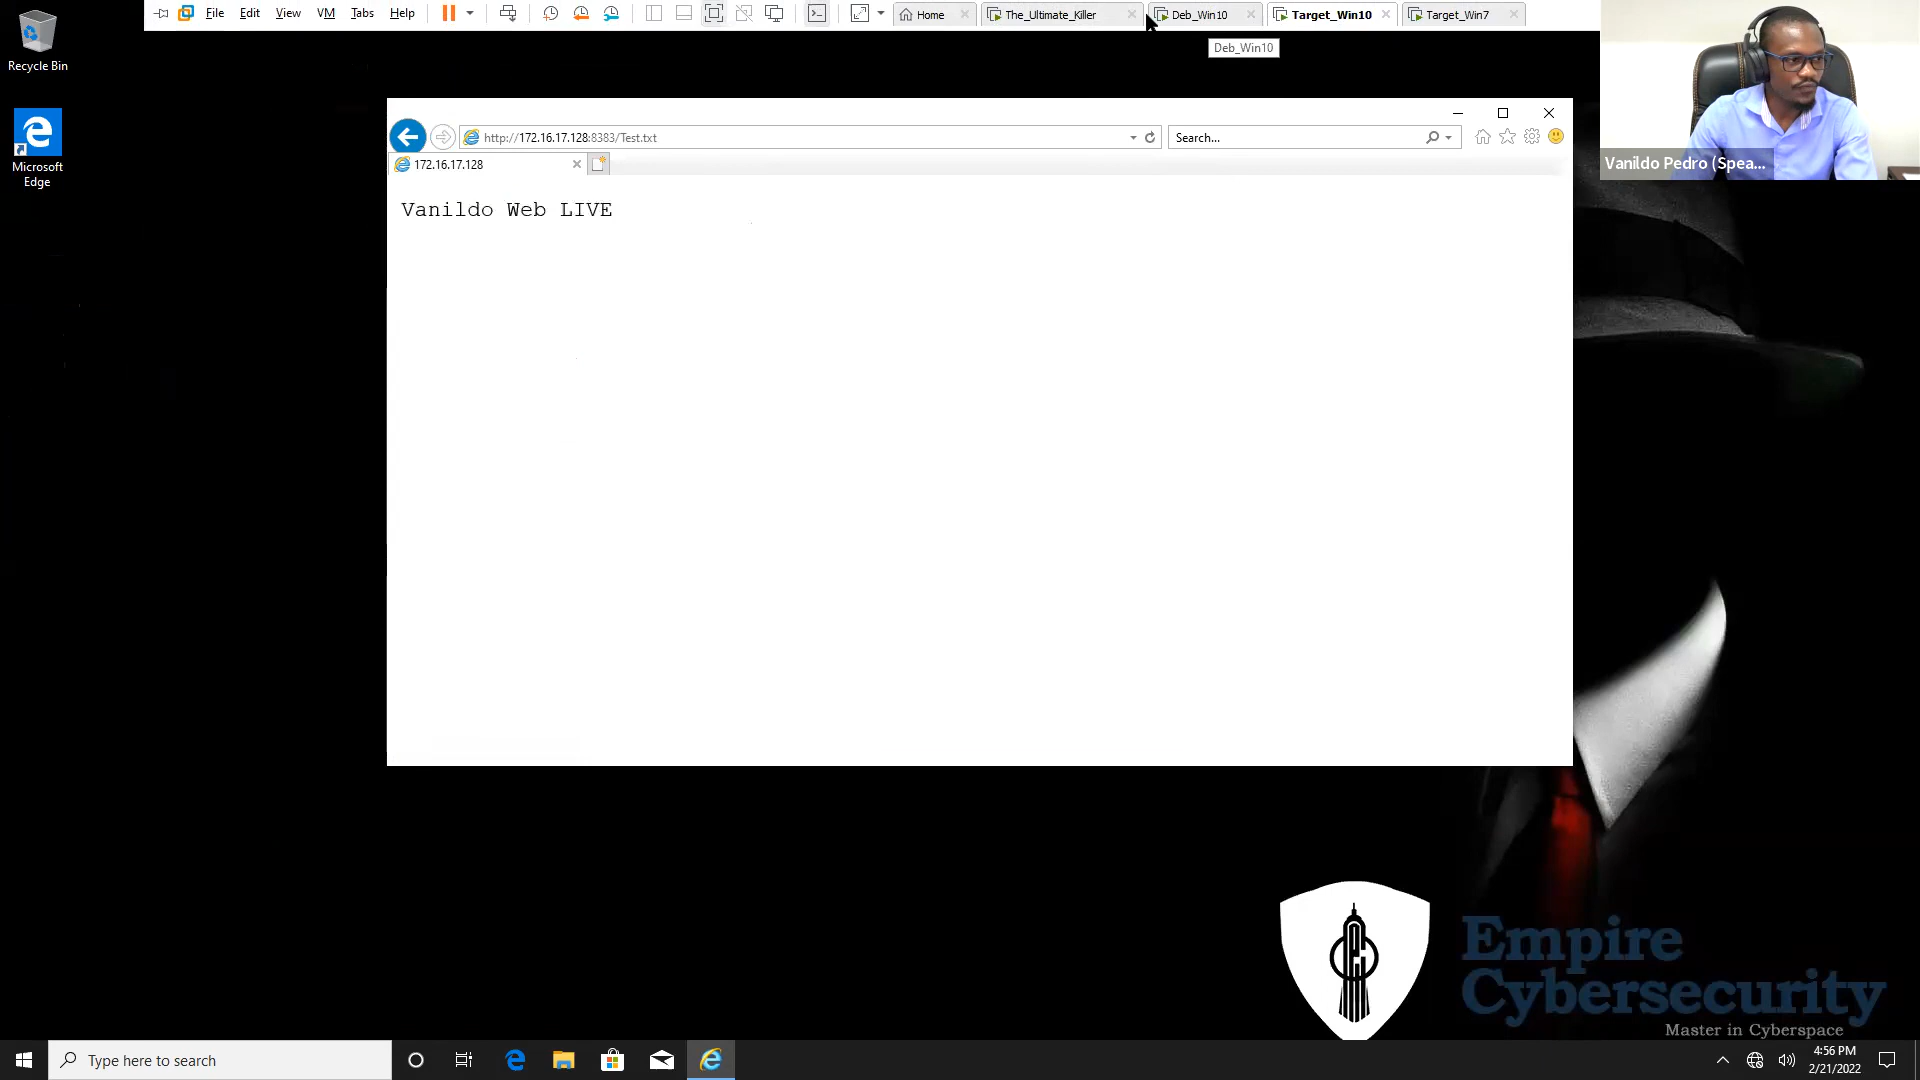 File Edit View VM Tabs Help
Home
The_Ultimate_Killer
Deb_Win10
Target_Win10
Target_Win7
Deb_Win10
Recycle Bin
Microsoft
Edge
http://172.16.17.128:8383/Test.txt
Search...
172.16.17.128
Vanildo Web LIVE
Vanildo Pedro (Spea...
Empire
Cybersecurity
Master in Cyberspace
Type here to search
4:56 PM
2/21/2022